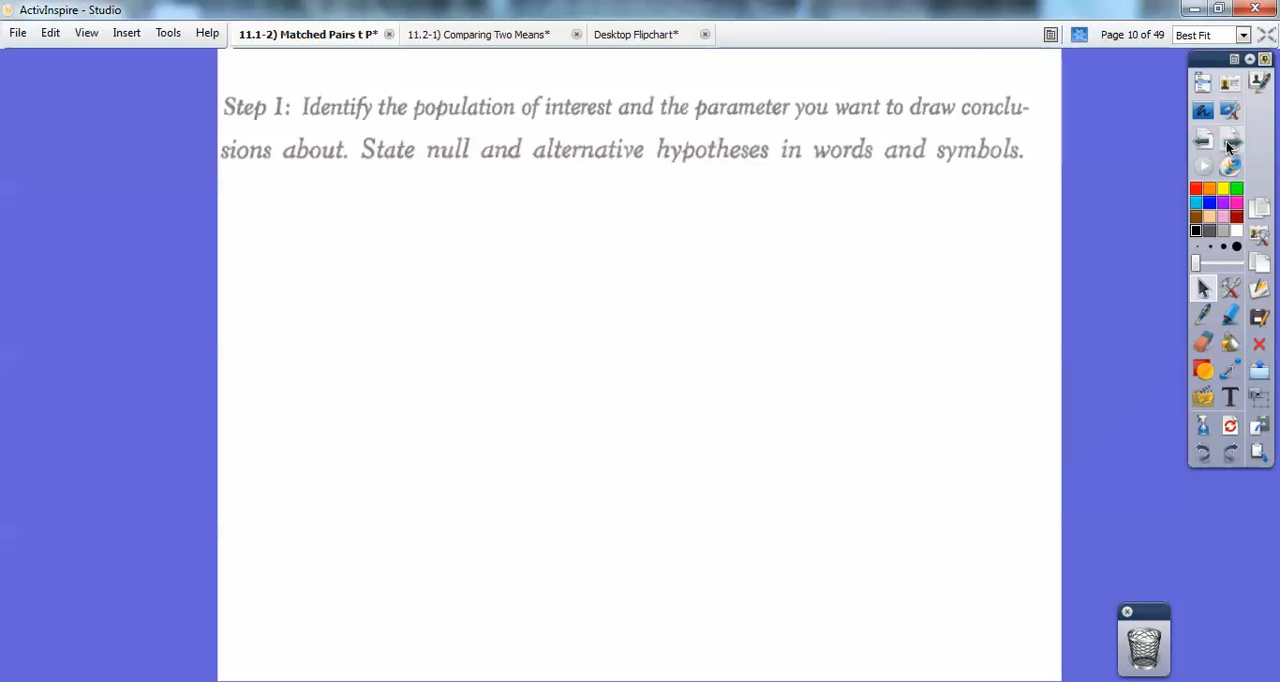 ActivInspire - Studio
File Edit View Insert Tools Help
11.1-2) Matched Pairs t P*
11.2-1) Comparing Two Means*
Desktop Flipchart*
Page 10 of 49
Best Fit
Step 1: Identify the population of interest and the parameter you want to draw conclu-
sions about. State null and alternative hypotheses in words and symbols.